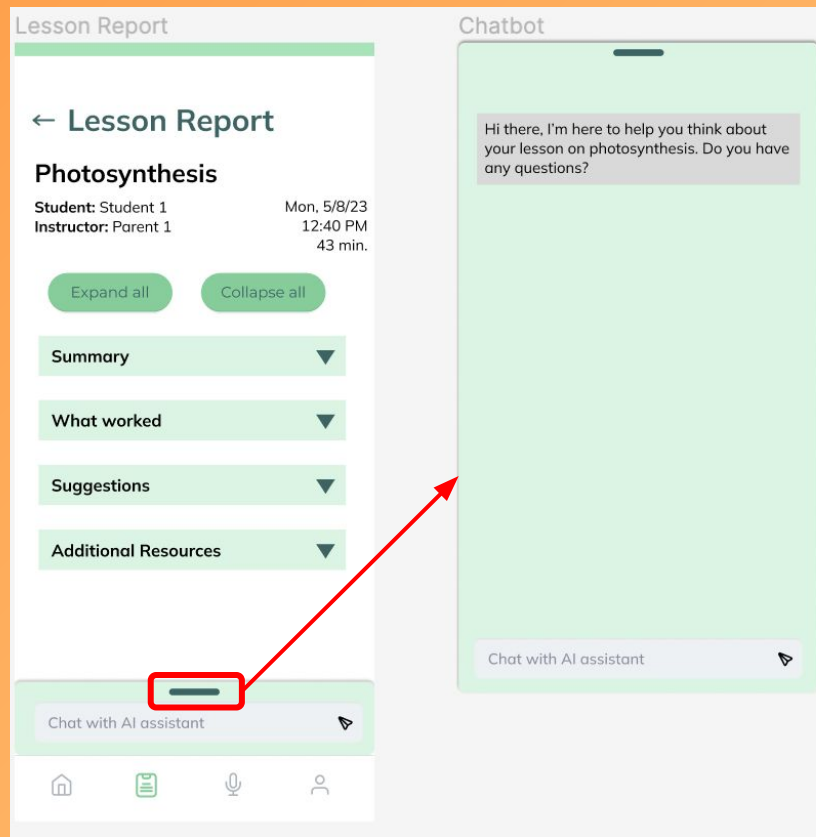 Lesson Report
← Lesson Report
Photosynthesis
Student: Student 1
Instructor: Parent 1
Mon, 5/8/23
12:40 PM
43 min.
Expand all
Collapse all
Summary
What worked
Suggestions
Additional Resources
Chat with AI assistant
Chatbot
Hi there, I'm here to help you think about
your lesson on photosynthesis. Do you have
any questions?
Chat with AI assistant